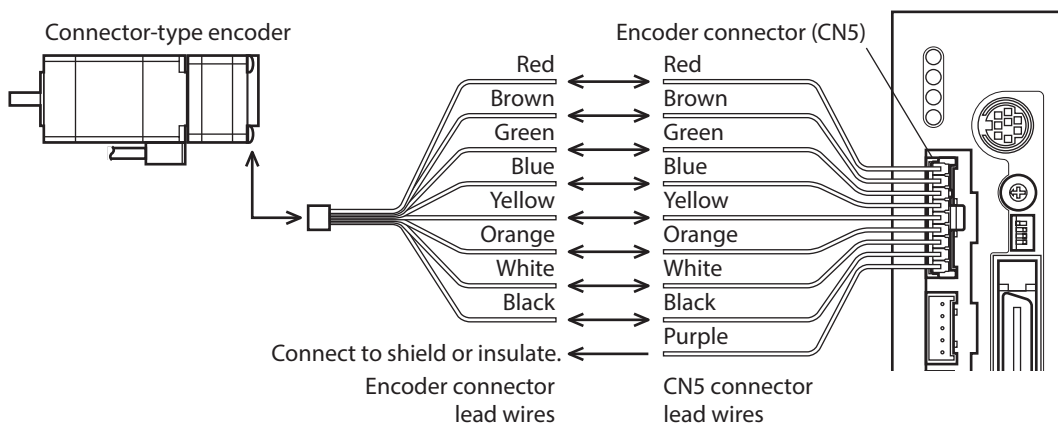 Connector-type encoder
Encoder connector (CN5)
Red Red
Brown Brown
Green Green
Blue Blue
Yellow Yellow
Orange Orange
White White
Black Black
Purple
Connect to shield or insulate.
Encoder connector
lead wires
CN5 connector
lead wires